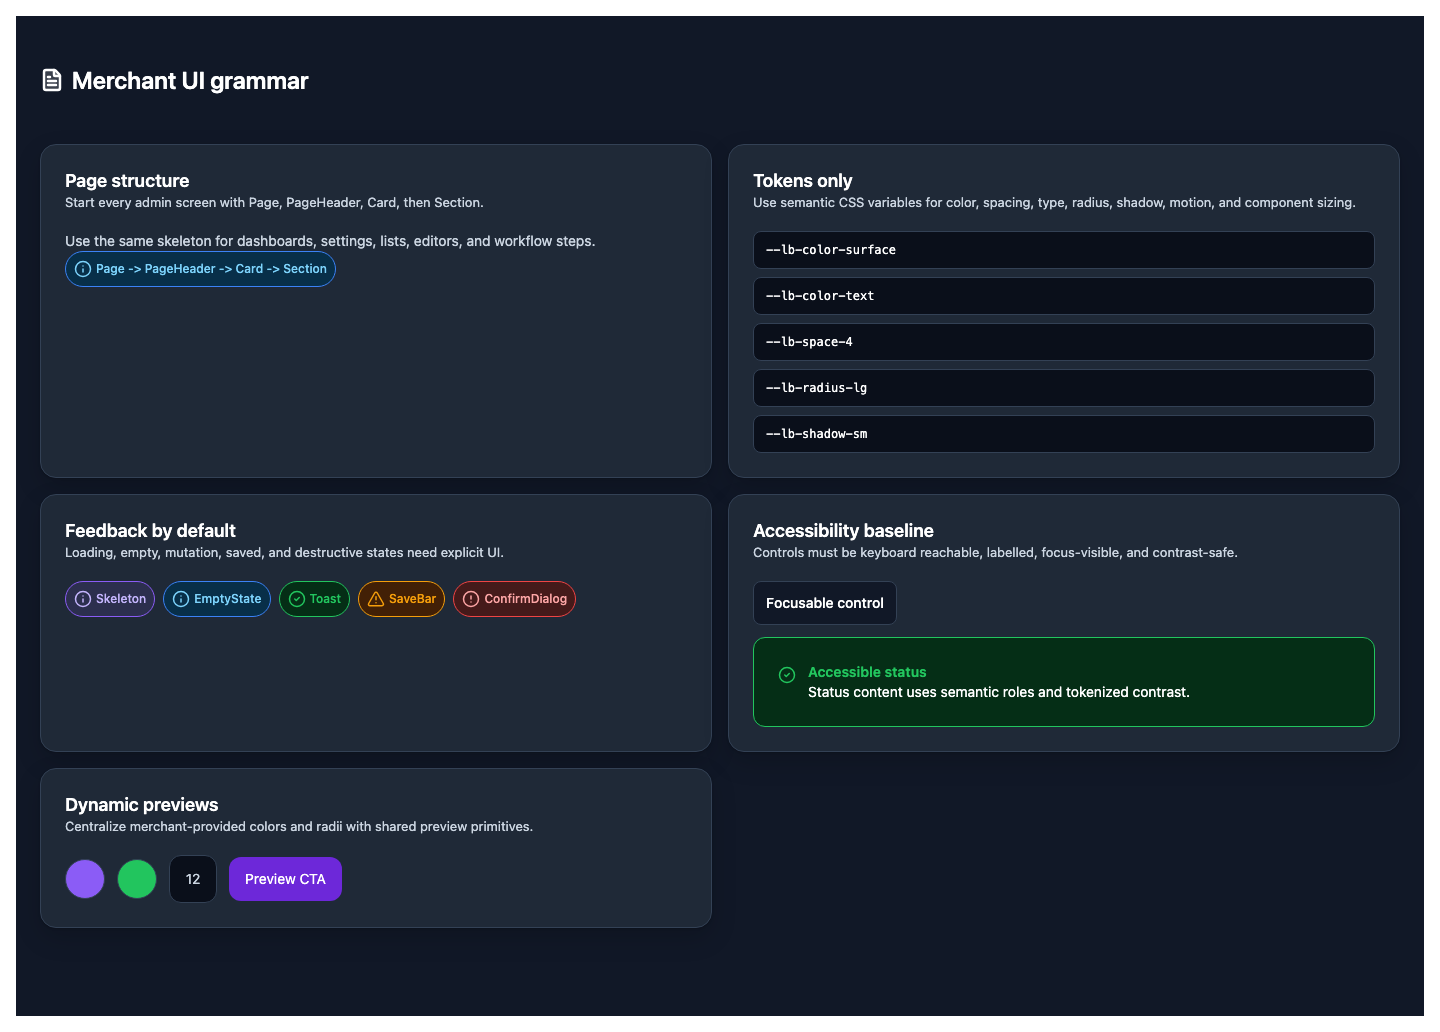 Merchant UI grammar
Page structure
Start every admin screen with Page, PageHeader, Card, then Section.
Use the same skeleton for dashboards, settings, lists, editors, and workflow steps.
Page -> PageHeader -> Card -> Section
Tokens only
Use semantic CSS variables for color, spacing, type, radius, shadow, motion, and component sizing.
--lb-color-surface
--lb-color-text
--lb-space-4
--lb-radius-lg
--lb-shadow-sm
Feedback by default
Loading, empty, mutation, saved, and destructive states need explicit UI.
Skeleton EmptyState Toast SaveBar ConfirmDialog
Accessibility baseline
Controls must be keyboard reachable, labelled, focus-visible, and contrast-safe.
Focusable control
Accessible status
Status content uses semantic roles and tokenized contrast.
Dynamic previews
Centralize merchant-provided colors and radii with shared preview primitives.
12 Preview CTA